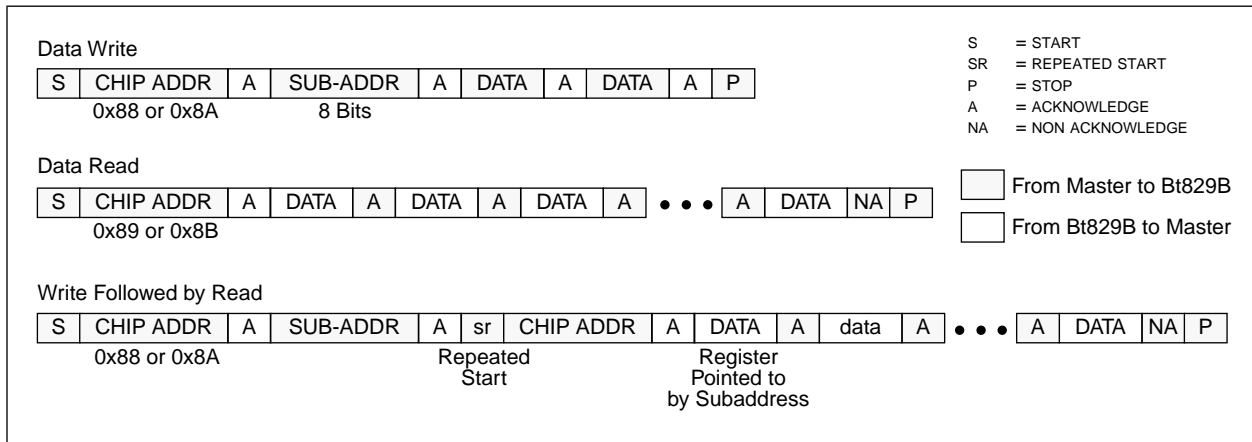 Data Write
S CHIP ADDR A SUB-ADDR A DATA A DATA A P
0x88 or 0x8A 8 Bits
S = START
SR = REPEATED START
P = STOP
A = ACKNOWLEDGE
NA = NON ACKNOWLEDGE
Data Read
S CHIP ADDR A DATA A DATA A DATA A • • • A DATA NA P
0x89 or 0x8B
From Master to Bt829B
From Bt829B to Master
Write Followed by Read
S CHIP ADDR A SUB-ADDR A sr CHIP ADDR A DATA A data A • • • A DATA NA P
0x88 or 0x8A
Repeated
Start
Register
Pointed to
by Subaddress